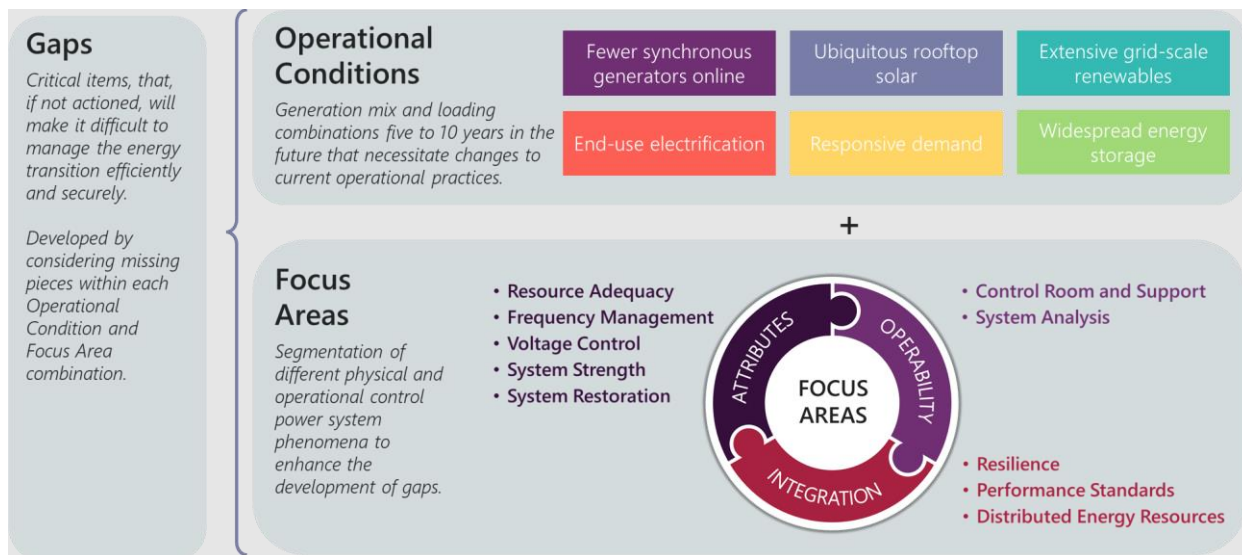 Gaps
Critical items, that,
if not actioned, will
make it difficult to
manage the energy
transition efficiently
and securely.
Developed by
considering missing
pieces within each
Operational
Condition and
Focus Area
combination.
Operational
Conditions
Generation mix and loading
combinations five to 10 years in the
future that necessitate changes to
current operational practices.
Fewer synchronous
generators online
Ubiquitous rooftop
solar
Extensive grid-scale
renewables
End-use electrification
Responsive demand
Widespread energy
storage
+
Focus
Areas
Segmentation of
different physical and
operational control
power system
phenomena to
enhance the
development of gaps.
• Resource Adequacy
• Frequency Management
• Voltage Control
• System Strength
• System Restoration
ATTRIBUTES
OPERABILITY
INTEGRATION
FOCUS
AREAS
• Control Room and Support
• System Analysis
• Resilience
• Performance Standards
• Distributed Energy Resources